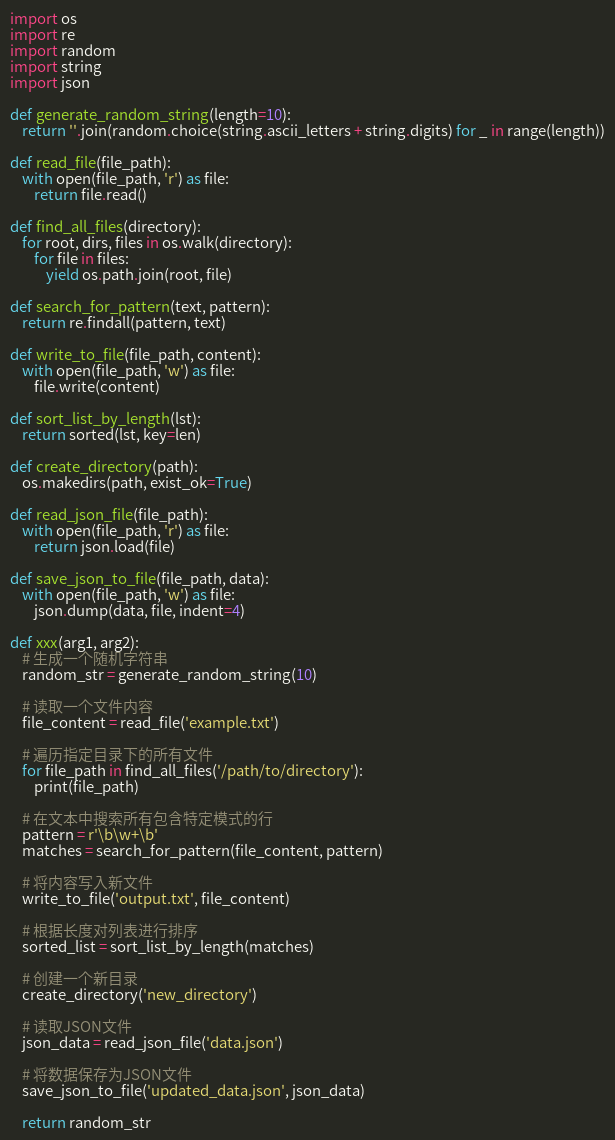 import os
import re
import random
import string
import json

def generate_random_string(length=10):
   return ''.join(random.choice(string.ascii_letters + string.digits) for _ in range(length))

def read_file(file_path):
   with open(file_path, 'r') as file:
      return file.read()

def find_all_files(directory):
   for root, dirs, files in os.walk(directory):
      for file in files:
         yield os.path.join(root, file)

def search_for_pattern(text, pattern):
   return re.findall(pattern, text)

def write_to_file(file_path, content):
   with open(file_path, 'w') as file:
      file.write(content)

def sort_list_by_length(lst):
   return sorted(lst, key=len)

def create_directory(path):
   os.makedirs(path, exist_ok=True)

def read_json_file(file_path):
   with open(file_path, 'r') as file:
      return json.load(file)

def save_json_to_file(file_path, data):
   with open(file_path, 'w') as file:
      json.dump(data, file, indent=4)

def xxx(arg1, arg2):
   # 生成一个随机字符串
   random_str = generate_random_string(10)

   # 读取一个文件内容
   file_content = read_file('example.txt')

   # 遍历指定目录下的所有文件
   for file_path in find_all_files('/path/to/directory'):
      print(file_path)

   # 在文本中搜索所有包含特定模式的行
   pattern = r'\b\w+\b'
   matches = search_for_pattern(file_content, pattern)

   # 将内容写入新文件
   write_to_file('output.txt', file_content)

   # 根据长度对列表进行排序
   sorted_list = sort_list_by_length(matches)

   # 创建一个新目录
   create_directory('new_directory')

   # 读取JSON文件
   json_data = read_json_file('data.json')

   # 将数据保存为JSON文件
   save_json_to_file('updated_data.json', json_data)

   return random_str